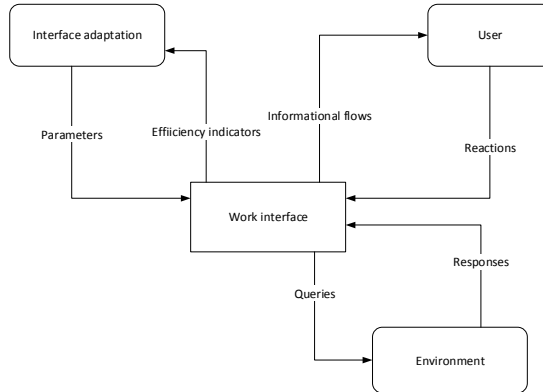 Interface adaptation
User
Informational flows
Parameters
Effiiciency indicators
Reactions
Work interface
Responses
Queries
Environment